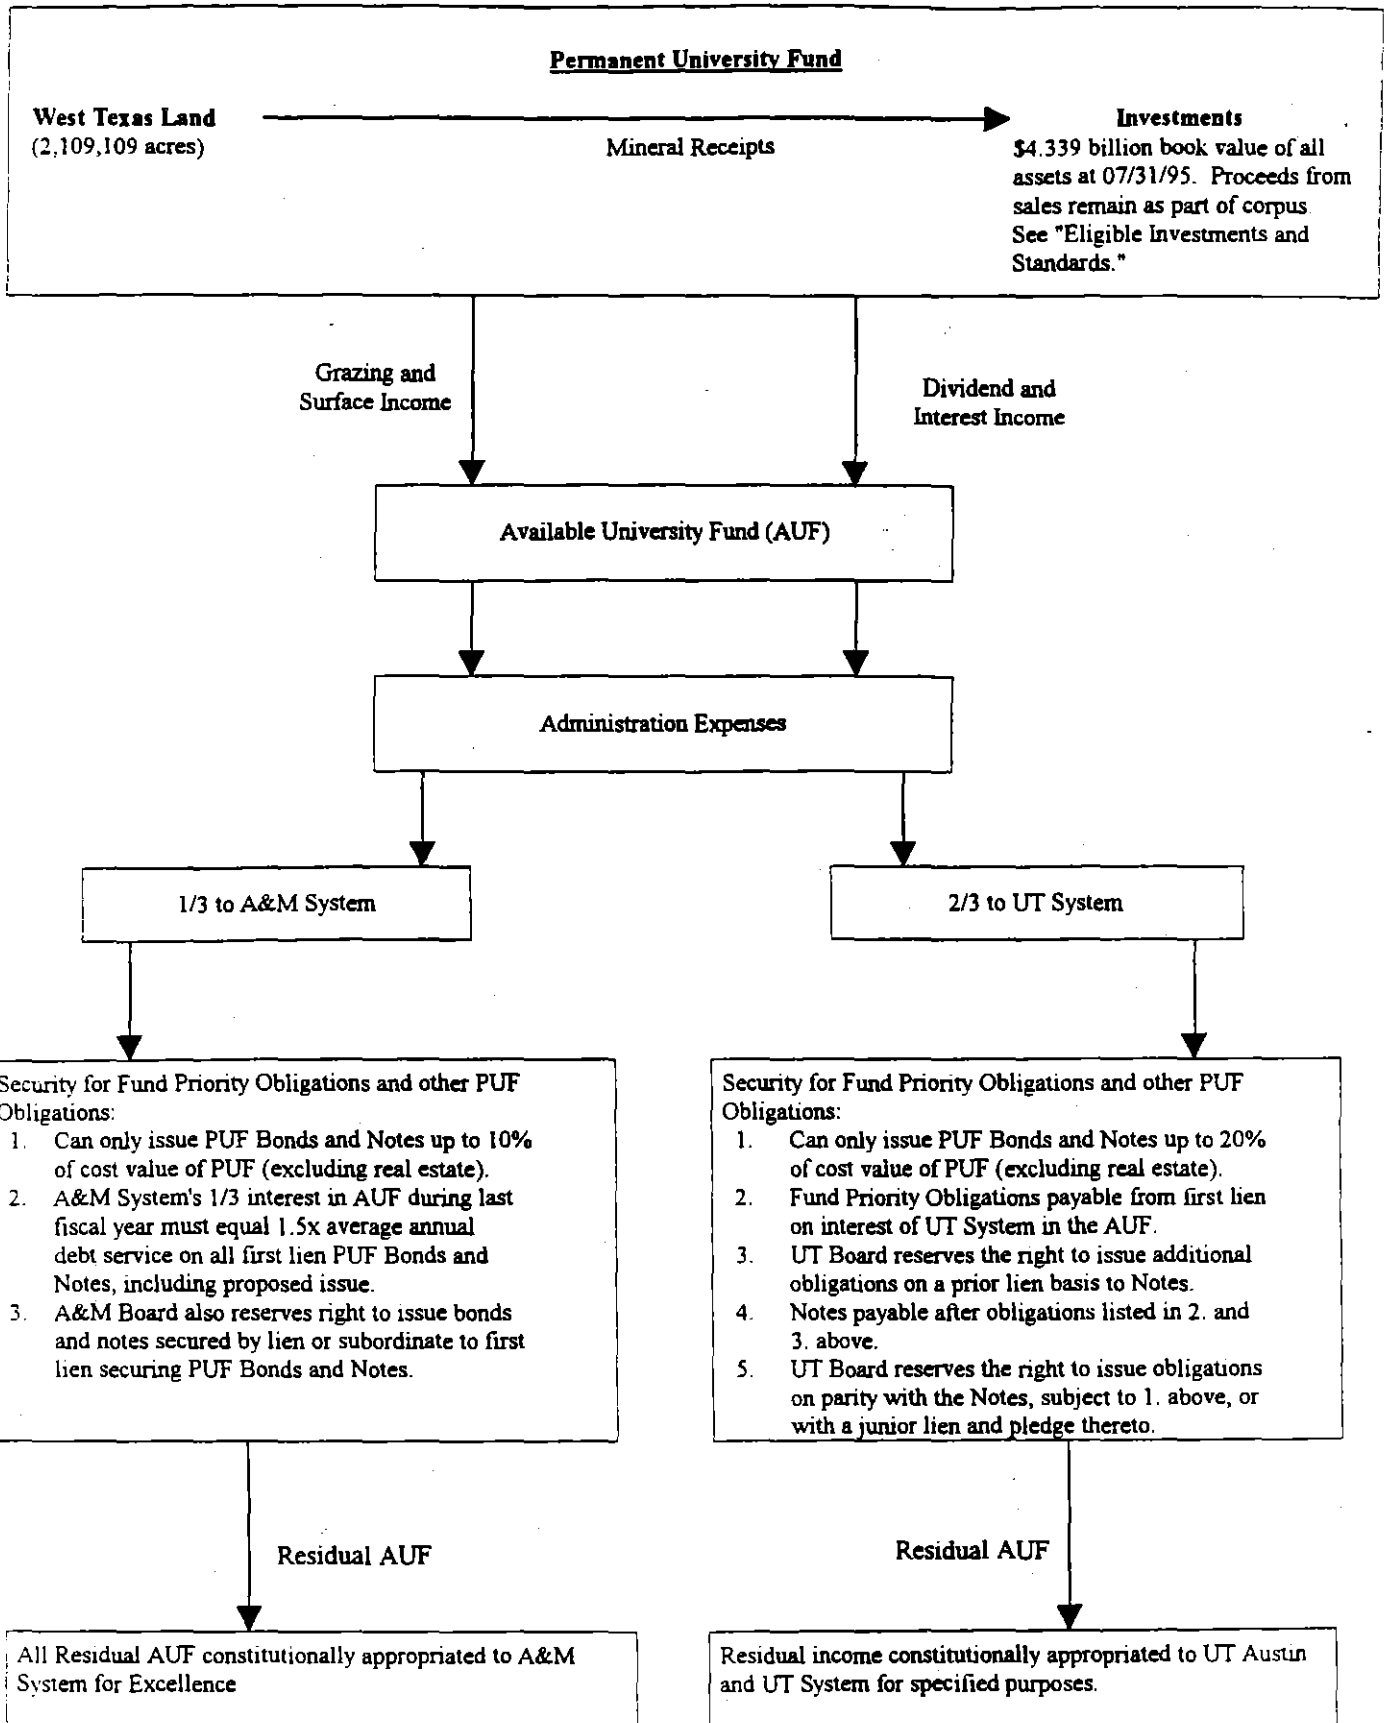 Permanent University Fund
West Texas Land
(2,109,109 acres)
Mineral Receipts
Investments
$4.339 billion book value of all
assets at 07/31/95. Proceeds from
sales remain as part of corpus
See "Eligible Investments and
Standards."
Grazing and
Surface Income
Dividend and
Interest Income
Available University Fund (AUF)
Administration Expenses
1/3 to A&M System
2/3 to UT System
Security for Fund Priority Obligations and other PUF
Obligations:
1. Can only issue PUF Bonds and Notes up to 10%
of cost value of PUF (excluding real estate).
2. A&M System's 1/3 interest in AUF during last
fiscal year must equal 1.5x average annual
debt service on all first lien PUF Bonds and
Notes, including proposed issue.
3. A&M Board also reserves right to issue bonds
and notes secured by lien or subordinate to first
lien securing PUF Bonds and Notes.
Security for Fund Priority Obligations and other PUF
Obligations:
1. Can only issue PUF Bonds and Notes up to 20%
of cost value of PUF (excluding real estate).
2. Fund Priority Obligations payable from first lien
on interest of UT System in the AUF.
3. UT Board reserves the right to issue additional
obligations on a prior lien basis to Notes.
4. Notes payable after obligations listed in 2. and
3. above.
5. UT Board reserves the right to issue obligations
on parity with the Notes, subject to 1. above, or
with a junior lien and pledge thereto.
Residual AUF
Residual AUF
All Residual AUF constitutionally appropriated to A&M
System for Excellence
Residual income constitutionally appropriated to UT Austin
and UT System for specified purposes.